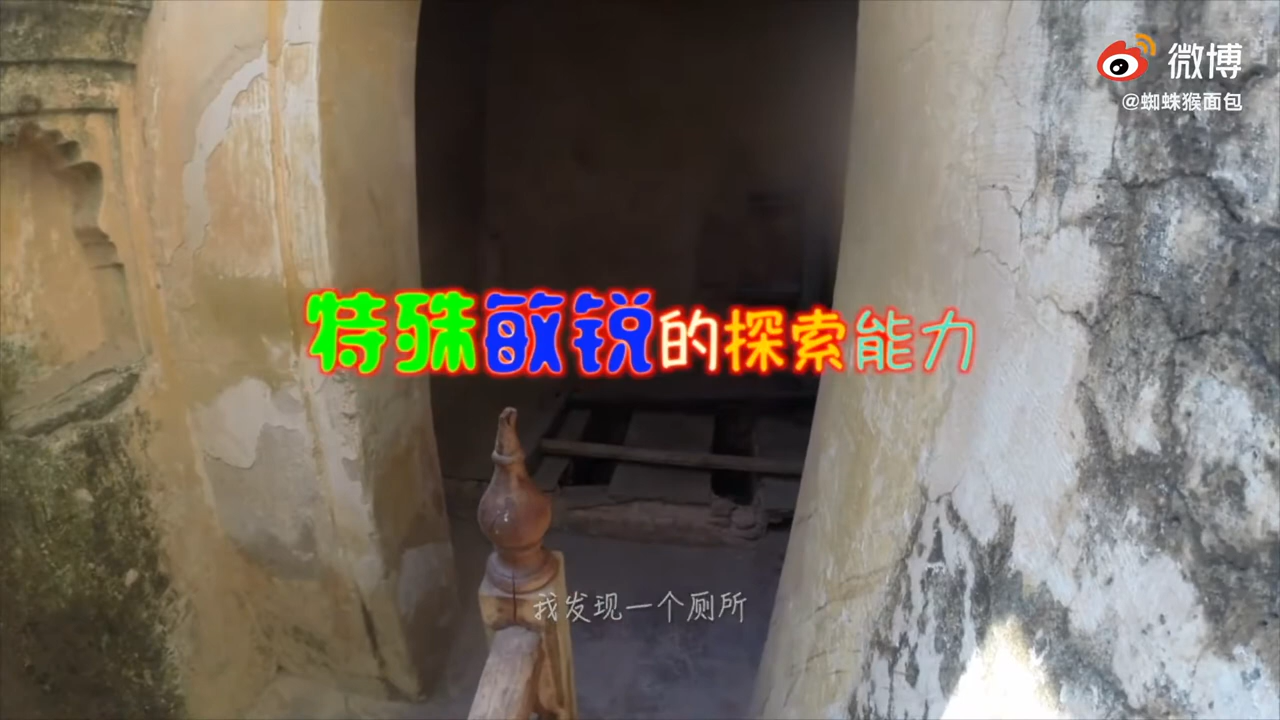 微博
@蜘蛛猴面包
特殊敏锐的探索能力
我发现一个厕所